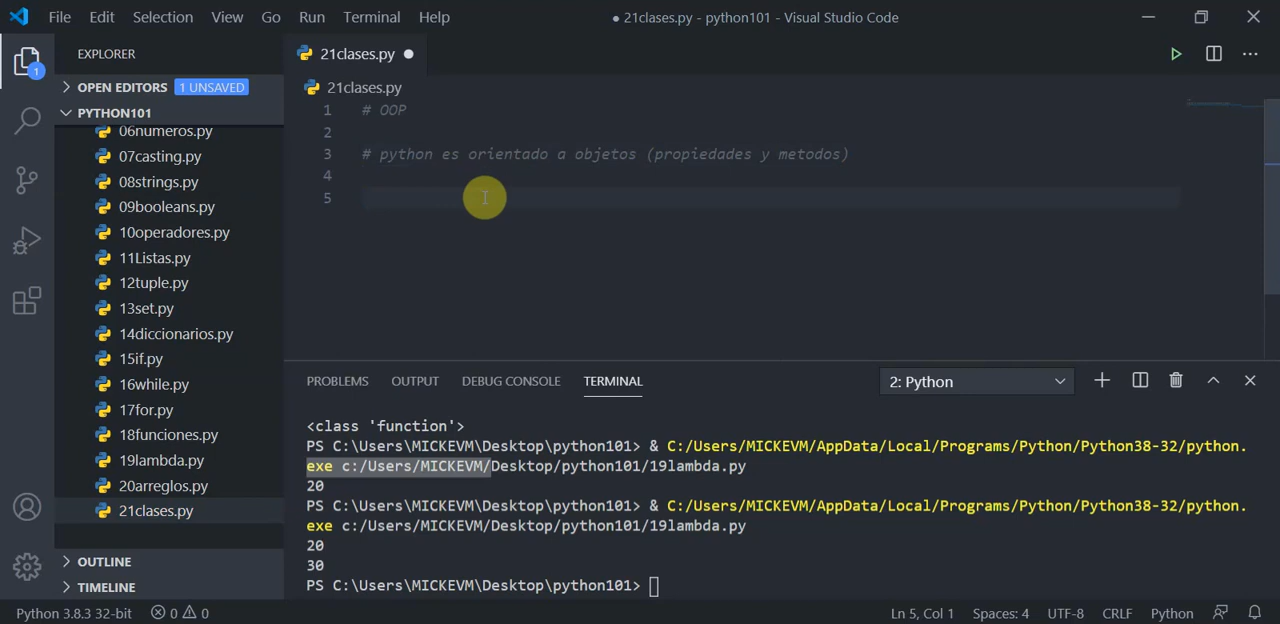 File Edit Selection View Go Run Terminal Help ● 21clases.py - python101 - Visual Studio Code
EXPLORER
OPEN EDITORS 1 UNSAVED
PYTHON101
06numeros.py
07casting.py
08strings.py
09booleans.py
10operadores.py
11Listas.py
12tuple.py
13set.py
14diccionarios.py
15if.py
16while.py
17for.py
18funciones.py
19lambda.py
20arreglos.py
21clases.py
OUTLINE
TIMELINE
1
21clases.py ●
21clases.py
1 # OOP
2
3 # python es orientado a objetos (propiedades y metodos)
4
5
PROBLEMS OUTPUT DEBUG CONSOLE TERMINAL 2: Python
<class 'function'>
PS C:\Users\MICKEVM\Desktop\python101> & C:/Users/MICKEVM/AppData/Local/Programs/Python/Python38-32/python.
exe c:/Users/MICKEVM/Desktop/python101/19lambda.py
20
PS C:\Users\MICKEVM\Desktop\python101> & C:/Users/MICKEVM/AppData/Local/Programs/Python/Python38-32/python.
exe c:/Users/MICKEVM/Desktop/python101/19lambda.py
20
30
PS C:\Users\MICKEVM\Desktop\python101>
Python 3.8.3 32-bit 0 0 Ln 5, Col 1 Spaces: 4 UTF-8 CRLF Python